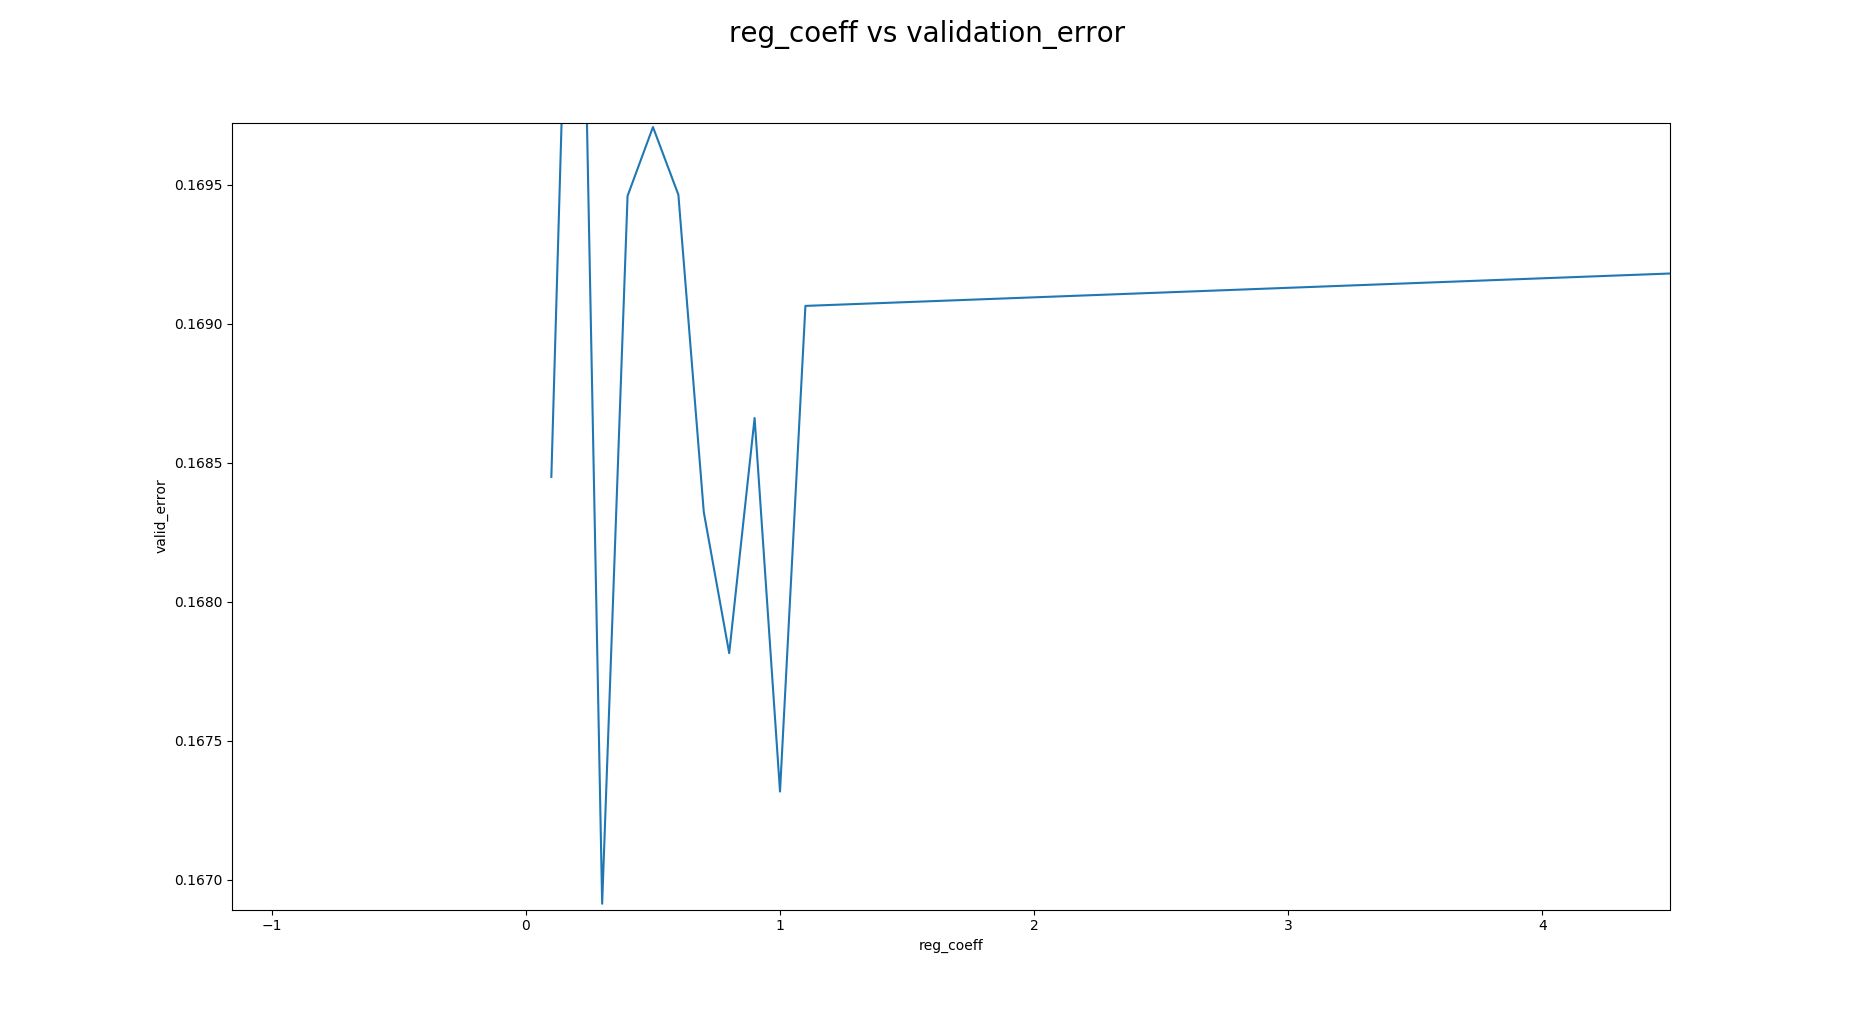 reg_coeff vs validation_error
0.1695
0.1690
0.1685
0.1680
0.1675
0.1670
valid_error
−1 0 1 2 3 4
reg_coeff